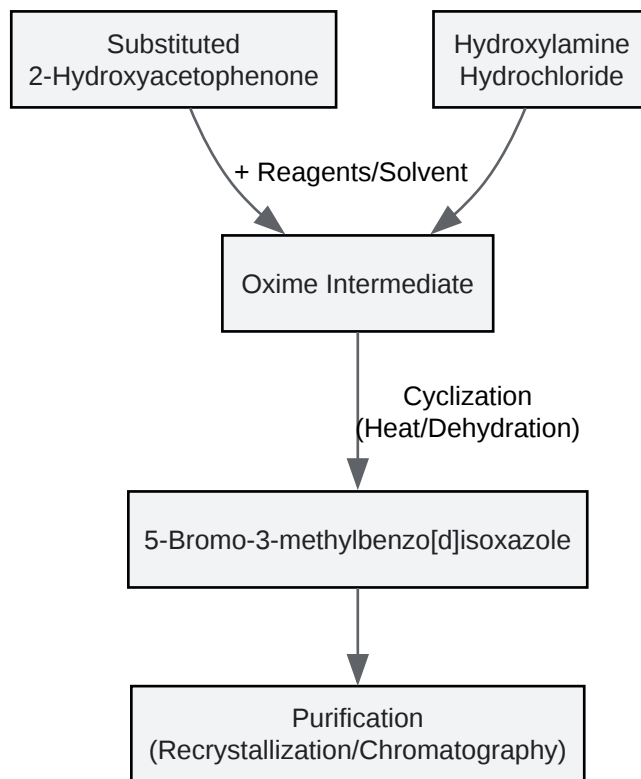 Substituted
2-Hydroxyacetophenone
Hydroxylamine
Hydrochloride
+ Reagents/Solvent
Oxime Intermediate
Cyclization
(Heat/Dehydration)
5-Bromo-3-methylbenzo[d]isoxazole
Purification
(Recrystallization/Chromatography)